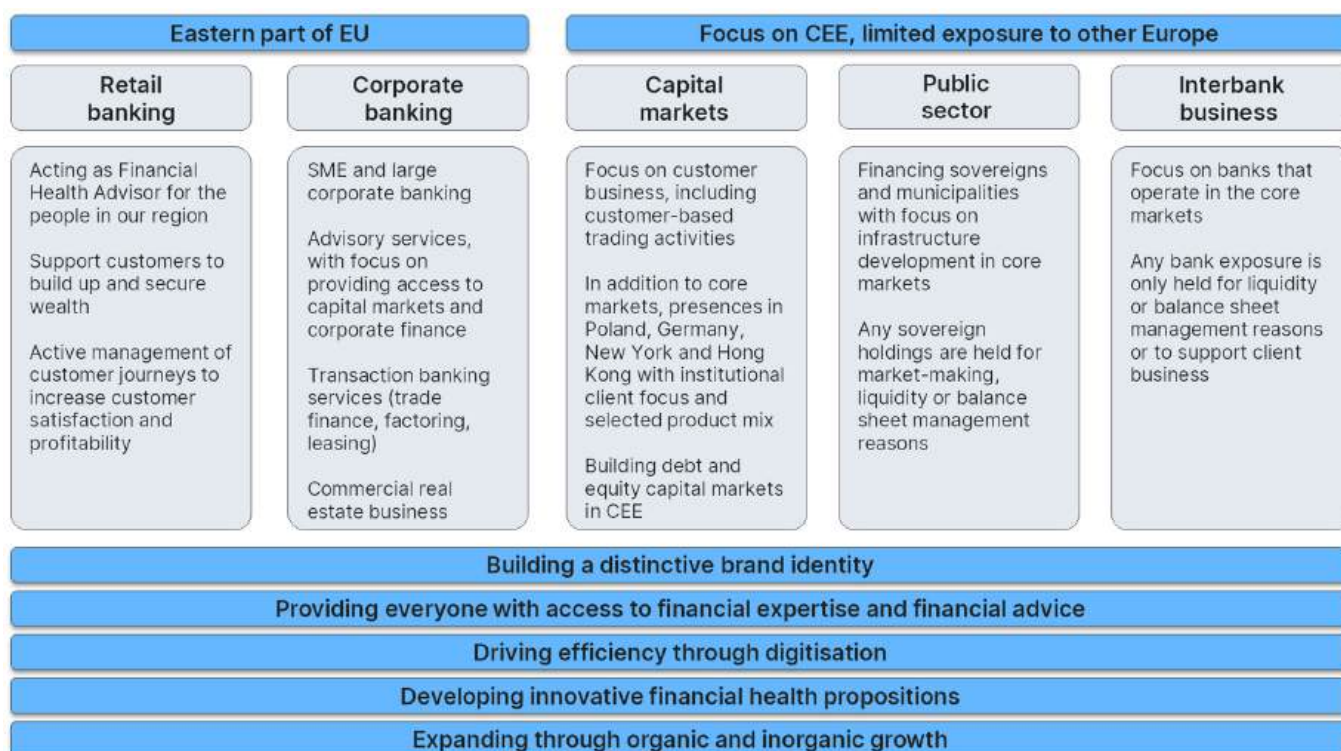 Eastern part of EU
Focus on CEE, limited exposure to other Europe
Retail
banking
Corporate
banking
Capital
markets
Public
sector
Interbank
business
Acting as Financial
Health Advisor for the
people in our region
Support customers to
build up and secure
wealth
Active management of
customer journeys to
increase customer
satisfaction and
profitability
SME and large
corporate banking
Advisory services,
with focus on
providing access to
capital markets and
corporate finance
Transaction banking
services (trade
finance, factoring,
leasing)
Commercial real
estate business
Focus on customer
business, including
customer-based
trading activities
In addition to core
markets, presences in
Poland, Germany,
New York and Hong
Kong with institutional
client focus and
selected product mix
Building debt and
equity capital markets
in CEE
Financing sovereigns
and municipalities
with focus on
infrastructure
development in core
markets
Any sovereign
holdings are held for
market-making,
liquidity or balance
sheet management
reasons
Focus on banks that
operate in the core
markets
Any bank exposure is
only held for liquidity
or balance sheet
management reasons
or to support client
business
Building a distinctive brand identity
Providing everyone with access to financial expertise and financial advice
Driving efficiency through digitisation
Developing innovative financial health propositions
Expanding through organic and inorganic growth